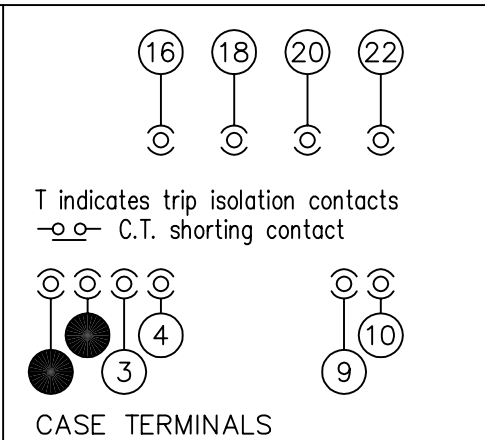 16 18 20 22
T indicates trip isolation contacts
C.T. shorting contact
4 10
3 9
CASE TERMINALS